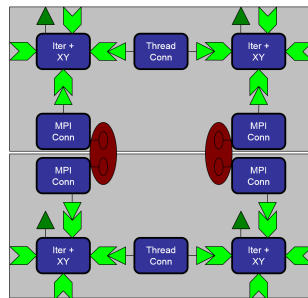 Iter +
XY
Thread
Conn
Iter +
XY
MPI
Conn
MPI
Conn
MPI
Conn
MPI
Conn
Iter +
XY
Thread
Conn
Iter +
XY